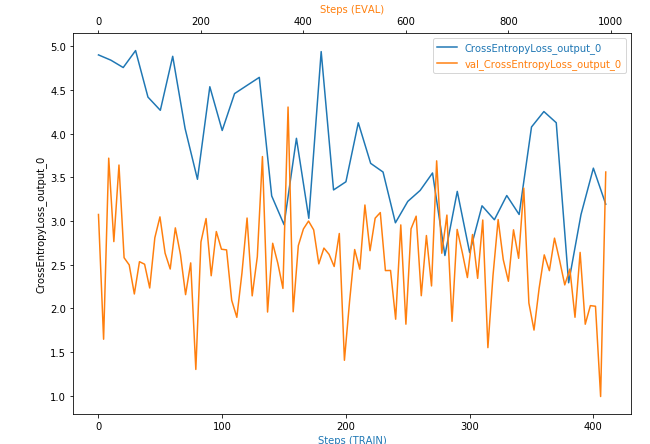 Steps (EVAL)
0 200 400 600 800 1000
CrossEntropyLoss_output_0
val_CrossEntropyLoss_output_0
CrossEntropyLoss_output_0
5.0
4.5
4.0
3.5
3.0
2.5
2.0
1.5
1.0
0 100 200 300 400
Steps (TRAIN)